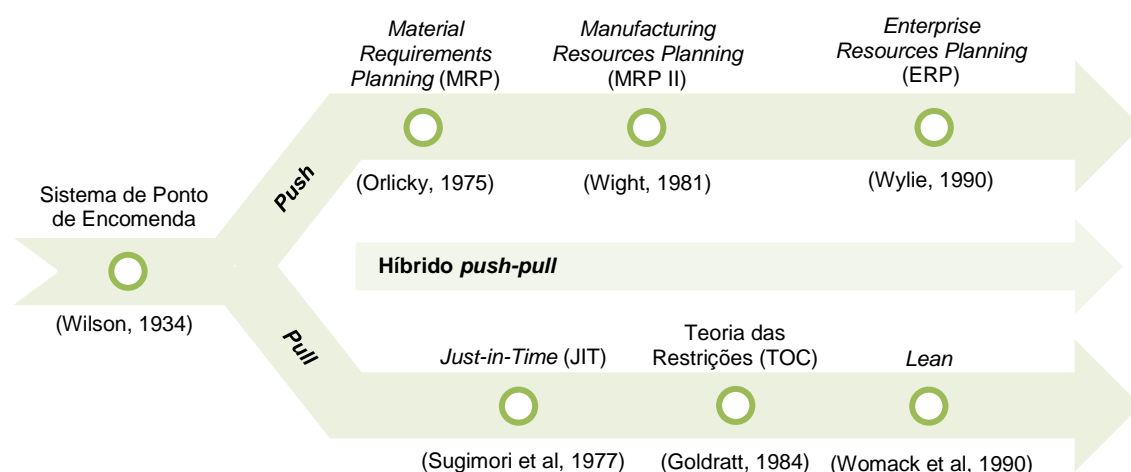 Material
Requirements
Planning (MRP)
Manufacturing
Resources Planning
(MRP II)
Enterprise
Resources Planning
(ERP)
(Orlicky, 1975)
(Wight, 1981)
(Wylie, 1990)
Push
Sistema de Ponto
de Encomenda
(Wilson, 1934)
Híbrido push-pull
Pull
Just-in-Time (JIT)
Teoria das
Restrições (TOC)
Lean
(Sugimori et al, 1977)
(Goldratt, 1984)
(Womack et al, 1990)